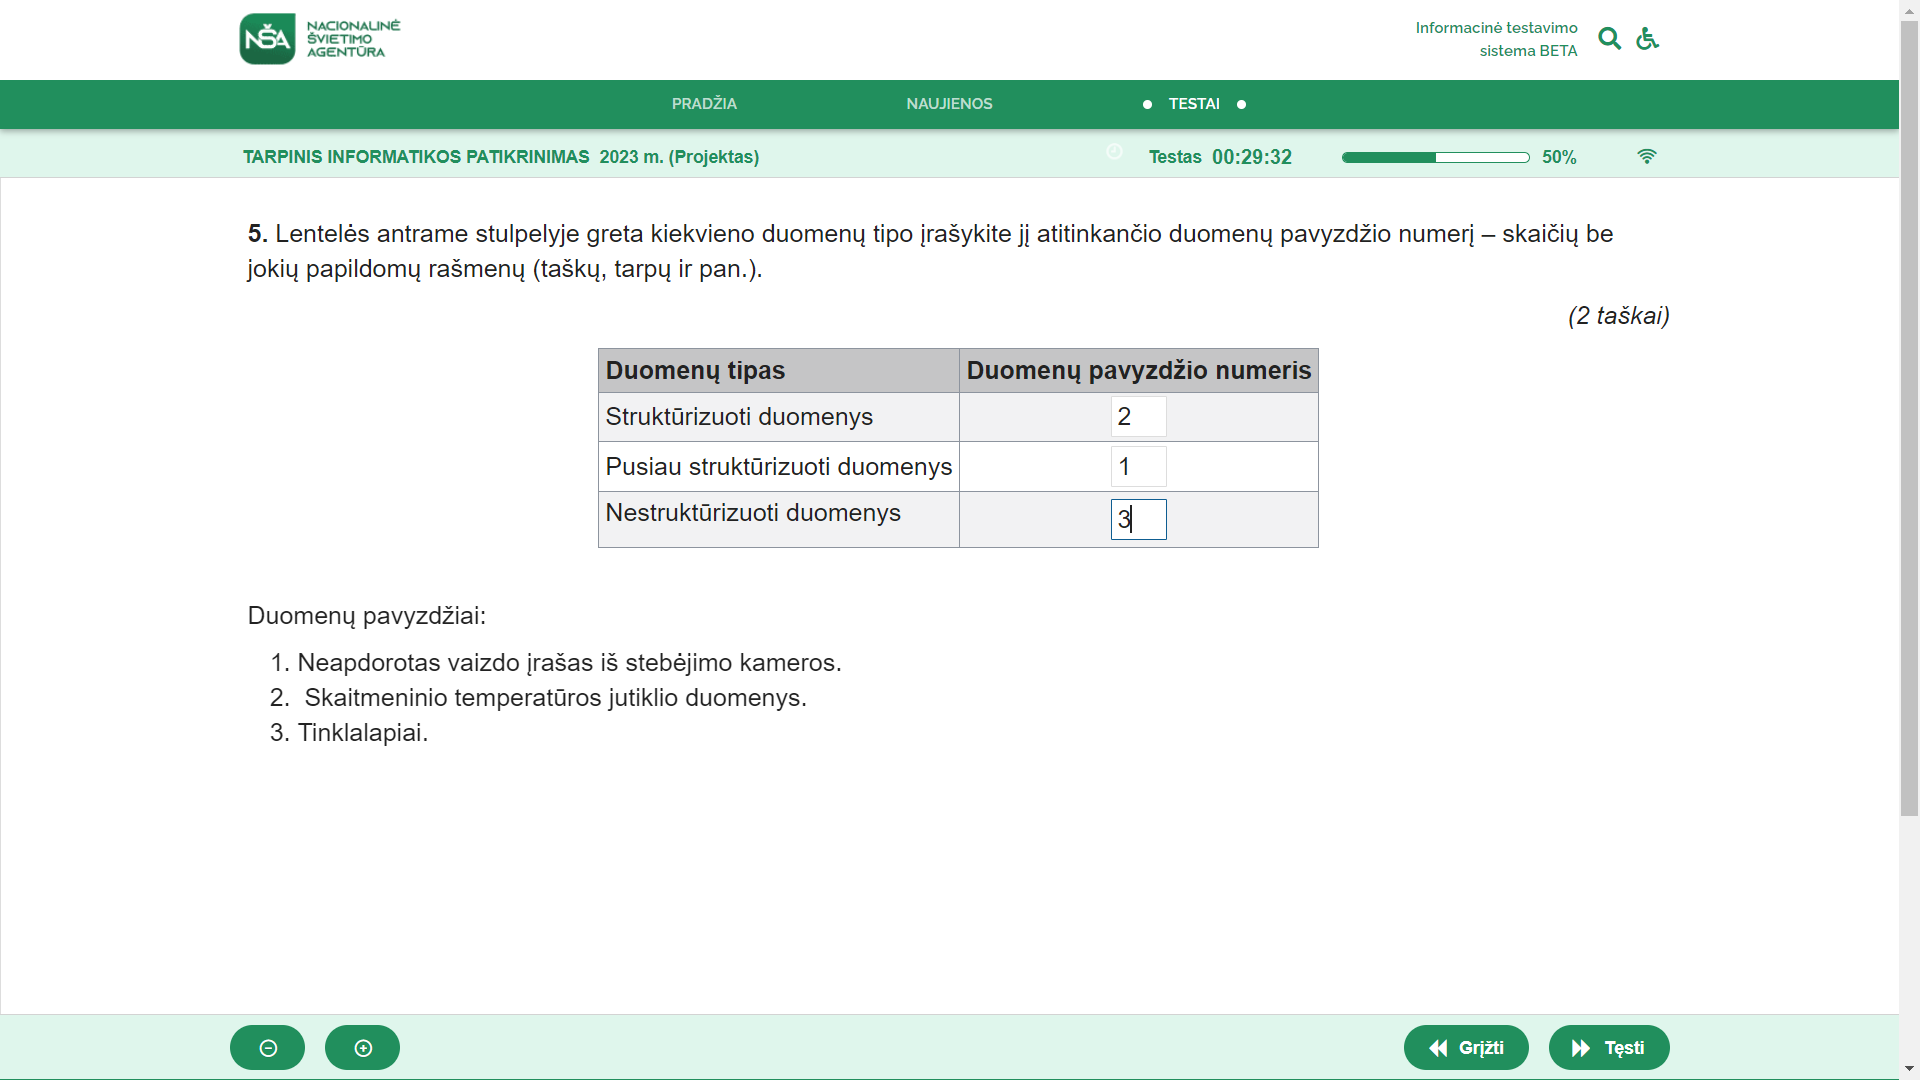 NŠA
NACIONALINĖ
ŠVIETIMO
AGENTŪRA
Informacinė testavimo
sistema BETA
PRADŽIA
NAUJIENOS
TESTAI
TARPINIS INFORMATIKOS PATIKRINIMAS 2023 m. (Projektas)
Testas 00:29:32
50%
5. Lentelės antrame stulpelyje greta kiekvieno duomenų tipo įrašykite jį atitinkančio duomenų pavyzdžio numerį – skaičių be
jokių papildomų rašmenų (taškų, tarpų ir pan.).
(2 taškai)
Duomenų tipas Duomenų pavyzdžio numeris
Struktūrizuoti duomenys 2
Pusiau struktūrizuoti duomenys 1
Nestruktūrizuoti duomenys 3
Duomenų pavyzdžiai:
1. Neapdorotas vaizdo įrašas iš stebėjimo kameros.
2. Skaitmeninio temperatūros jutiklio duomenys.
3. Tinklalapiai.
Grįžti
Tęsti